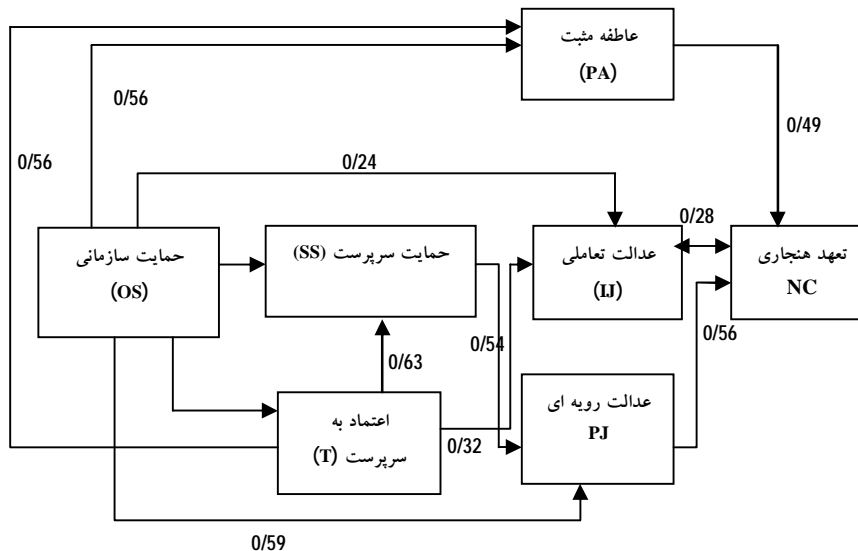 عاطفه مثبت
(PA)
0/56
0/49
0/56
0/24
0/28
حمایت سازمانی
(OS)
حمایت سرپرست (SS)
عدالت تعاملی
(IJ)
تعهد هنجاری
NC
0/54
0/56
0/63
اعتماد به
سرپرست (T)
0/32
عدالت رویه ای
PJ
0/59